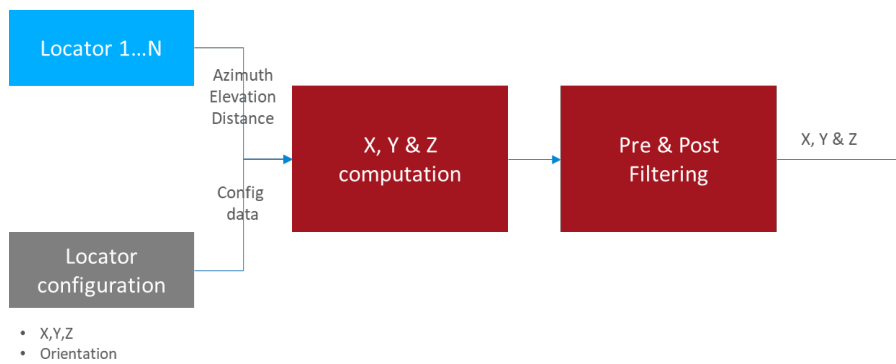 Locator 1...N
Azimuth
Elevation
Distance
X, Y & Z
computation
Pre & Post
Filtering
X, Y & Z
Config
data
Locator
configuration
• X,Y,Z
• Orientation